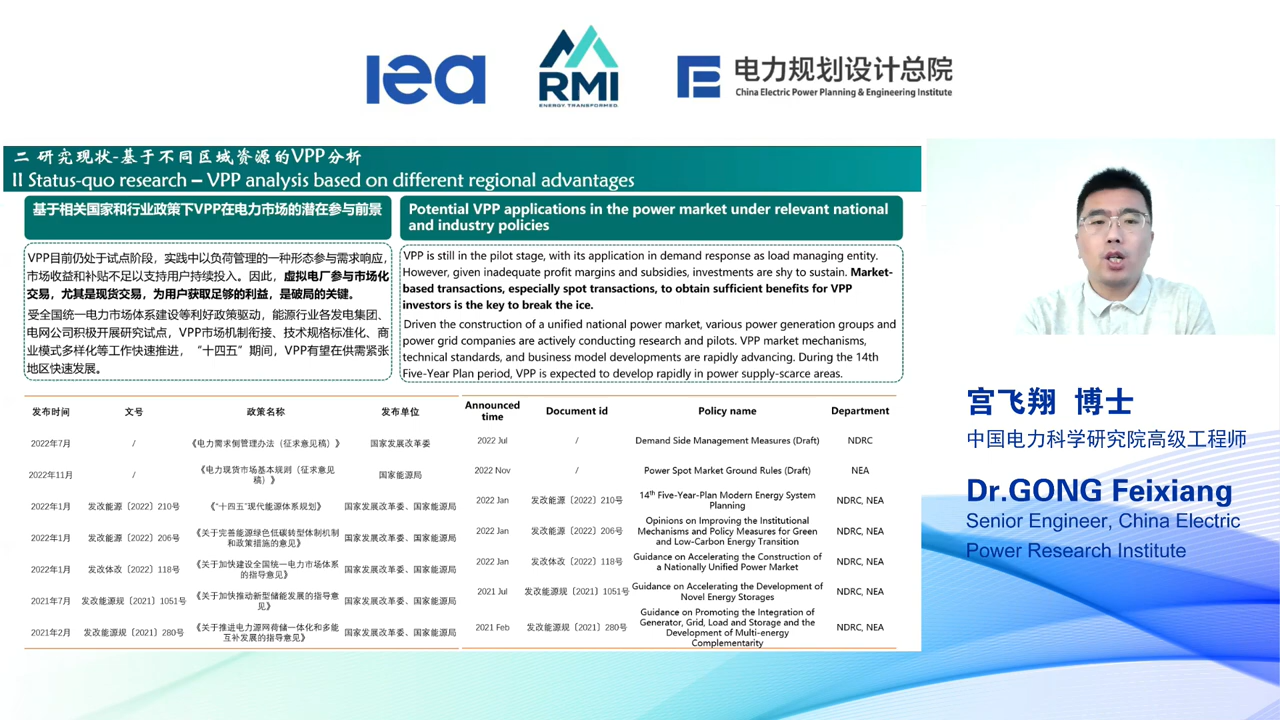 iea
RMI
ENERGY TRANSFORMED
电力规划设计总院
China Electric Power Planning & Engineering Institute
二 研究现状-基于不同区域资源的VPP分析
II Status-quo research – VPP analysis based on different regional advantages
基于相关国家和行业政策下VPP在电力市场的潜在参与前景
VPP目前仍处于试点阶段，实践中以负荷管理的一种形态参与需求响应，
市场收益和补贴不足以支持用户持续投入。因此，虚拟电厂参与市场化
交易，尤其是现货交易，为用户获取足够的利益，是破局的关键。
受全国统一电力市场体系建设等利好政策驱动，能源行业各发电集团、
电网公司积极开展研究试点，VPP市场机制衔接、技术规格标准化、商
业模式多样化等工作快速推进，“十四五”期间，VPP有望在供需紧张
地区快速发展。
Potential VPP applications in the power market under relevant national
and industry policies
VPP is still in the pilot stage, with its application in demand response as load managing entity.
However, given inadequate profit margins and subsidies, investments are shy to sustain. Market-
based transactions, especially spot transactions, to obtain sufficient benefits for VPP
investors is the key to break the ice.
Driven the construction of a unified national power market, various power generation groups and
power grid companies are actively conducting research and pilots. VPP market mechanisms,
technical standards, and business model developments are rapidly advancing. During the 14th
Five-Year Plan period, VPP is expected to develop rapidly in power supply-scarce areas.
发布时间 文号 政策名称 发布单位
2022年7月 / 《电力需求侧管理办法（征求意见稿）》 国家发展改革委
2022年11月 / 《电力现货市场基本规则（征求意见
稿）》 国家能源局
2022年1月 发改能源〔2022〕210号 《“十四五”现代能源体系规划》 国家发展改革委、国家能源局
2022年1月 发改能源〔2022〕206号 《关于完善能源绿色低碳转型体制机制
和政策措施的意见》 国家发展改革委、国家能源局
2022年1月 发改体改〔2022〕118号 《关于加快建设全国统一电力市场体系
的指导意见》 国家发展改革委、国家能源局
2021年7月 发改能源规〔2021〕1051号 《关于加快推动新型储能发展的指导意
见》 国家发展改革委、国家能源局
2021年2月 发改能源规〔2021〕280号 《关于推进电力源网荷储一体化和多能
互补发展的指导意见》 国家发展改革委、国家能源局
Announced
time Document id Policy name Department
2022 Jul / Demand Side Management Measures (Draft) NDRC
2022 Nov / Power Spot Market Ground Rules (Draft) NEA
2022 Jan 发改能源〔2022〕210号 14th Five-Year-Plan Modern Energy System
Planning NDRC, NEA
2022 Jan 发改能源〔2022〕206号 Opinions on Improving the Institutional
Mechanisms and Policy Measures for Green
and Low-Carbon Energy Transition NDRC, NEA
2022 Jan 发改体改〔2022〕118号 Guidance on Accelerating the Construction of
a Nationally Unified Power Market NDRC, NEA
2021 Jul 发改能源规〔2021〕1051号 Guidance on Accelerating the Development of
Novel Energy Storages NDRC, NEA
2021 Feb 发改能源规〔2021〕280号 Guidance on Promoting the Integration of
Generator, Grid, Load and Storage and the
Development of Multi-energy
Complementarity NDRC, NEA
宫飞翔 博士
中国电力科学研究院高级工程师
Dr.GONG Feixiang
Senior Engineer, China Electric
Power Research Institute